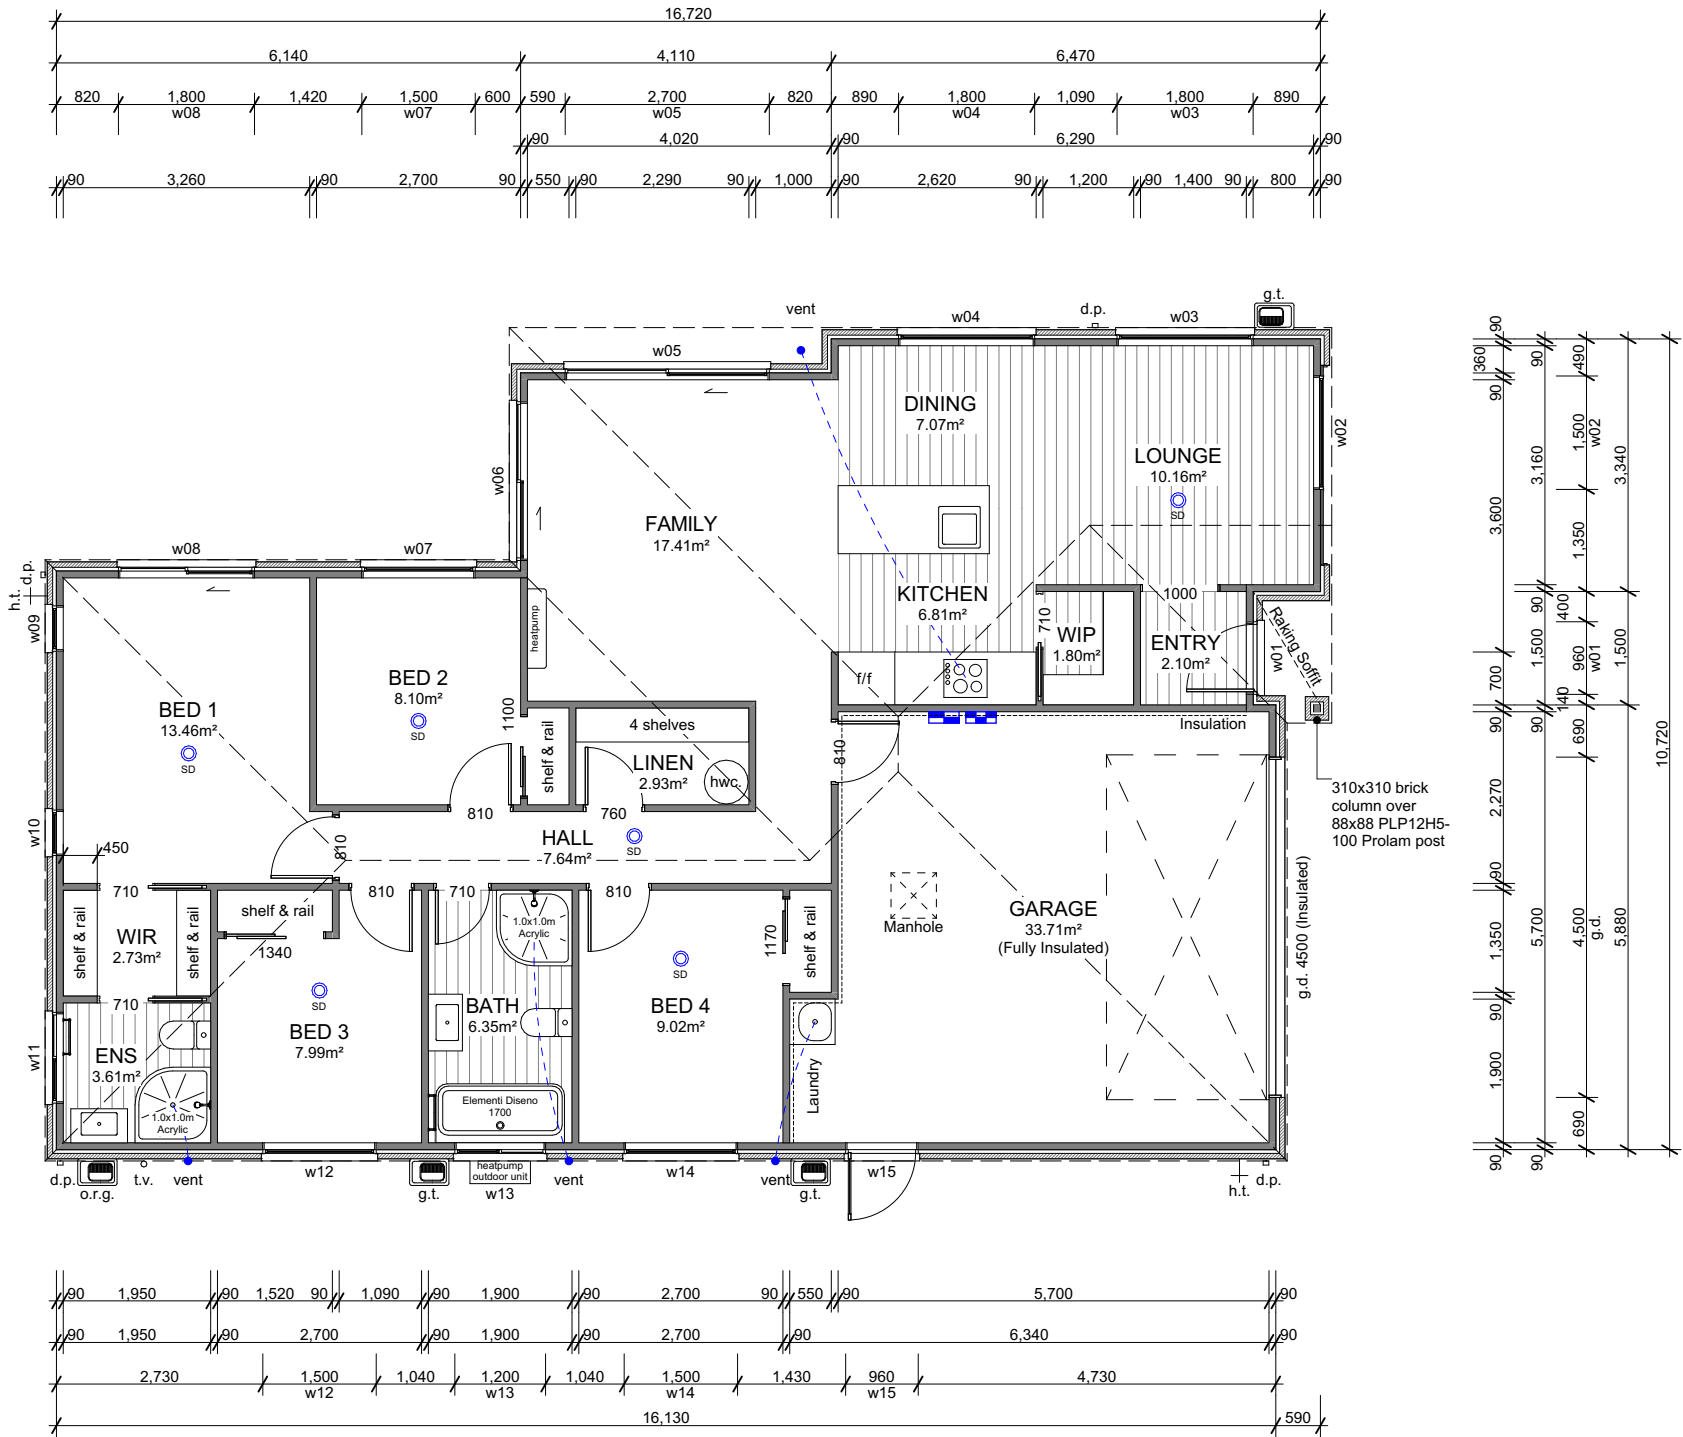 16,720
6,140 4,110 6,470
820 1,800 1,420 1,500 600 590 2,700 820 890 1,800 1,090 1,800 890
w08 w07 w05 w04 w03
90 4,020 90 6,290 90
90 3,260 90 2,700 90 550 90 2,290 90 1,000 90 2,620 90 1,200 90 1,400 90 800 90
g.t.
vent w04 d.p. w03
w05
w02
DINING
7.07m²
LOUNGE
10.16m²
SD
w06
FAMILY
17.41m²
w08 w07
h.t. d.p.
w09
KITCHEN
6.81m²
1000
heatpump
710
WIP
1.80m²
ENTRY
2.10m²
w01
Raking Soffit
f/f
BED 2
8.10m²
SD
1100
BED 1
13.46m²
SD
shelf & rail
4 shelves
LINEN
2.93m²
hwc.
810
Insulation
310x310 brick
column over
88x88 PLP12H5-
100 Prolam post
w10
450
810
810
760
HALL
7.64m²
SD
710
810
710
810
shelf & rail
WIR
2.73m²
shelf & rail
shelf & rail
1340
1.0x1.0m
Acrylic
1170
shelf & rail
Manhole
GARAGE
33.71m²
(Fully Insulated)
g.d. 4500 (Insulated)
710
w11
ENS
3.61m²
SD
BED 3
7.99m²
BATH
6.35m²
SD
BED 4
9.02m²
Laundry
1.0x1.0m
Acrylic
Elementi Diseno
1700
d.p. o.r.g. t.v. vent w12 g.t.
heatpump
outdoor unit
w13
vent w14 vent g.t. w15 h.t. d.p.
90 360 90 3,600 700 90 2,270 90 1,350 90 1,900 90
90 3,160 90 1,500 90 5,700 90
490 1,500 w02 1,350 400 960 w01 140 690 4,500 g.d. 690
3,340 1,500 5,880
10,720
90 1,950 90 1,520 90 1,090 90 1,900 90 2,700 90 550 90 5,700 90
90 1,950 90 2,700 90 1,900 90 2,700 90 6,340 90
2,730 1,500 1,040 1,200 1,040 1,500 1,430 960 4,730
w12 w13 w14 w15
16,130 590